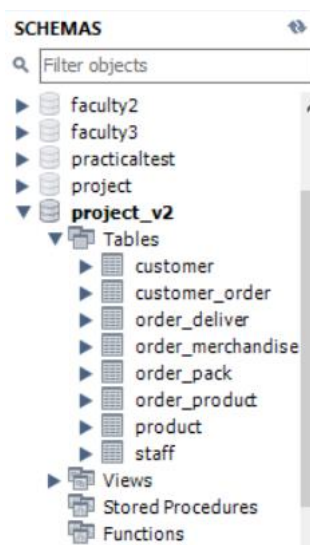 SCHEMAS
Filter objects
faculty2
faculty3
practicaltest
project
project_v2
Tables
customer
customer_order
order_deliver
order_merchandise
order_pack
order_product
product
staff
Views
Stored Procedures
Functions